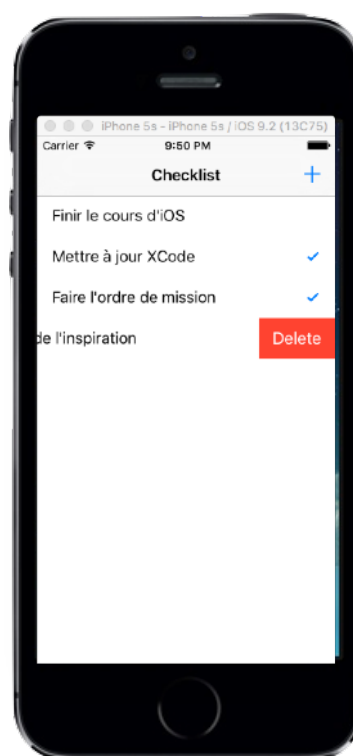 iPhone 5s - iPhone 5s / iOS 9.2 (13C75)
Carrier 9:50 PM
Checklist +
Finir le cours d'iOS
Mettre à jour XCode
Faire l'ordre de mission
de l'inspiration Delete